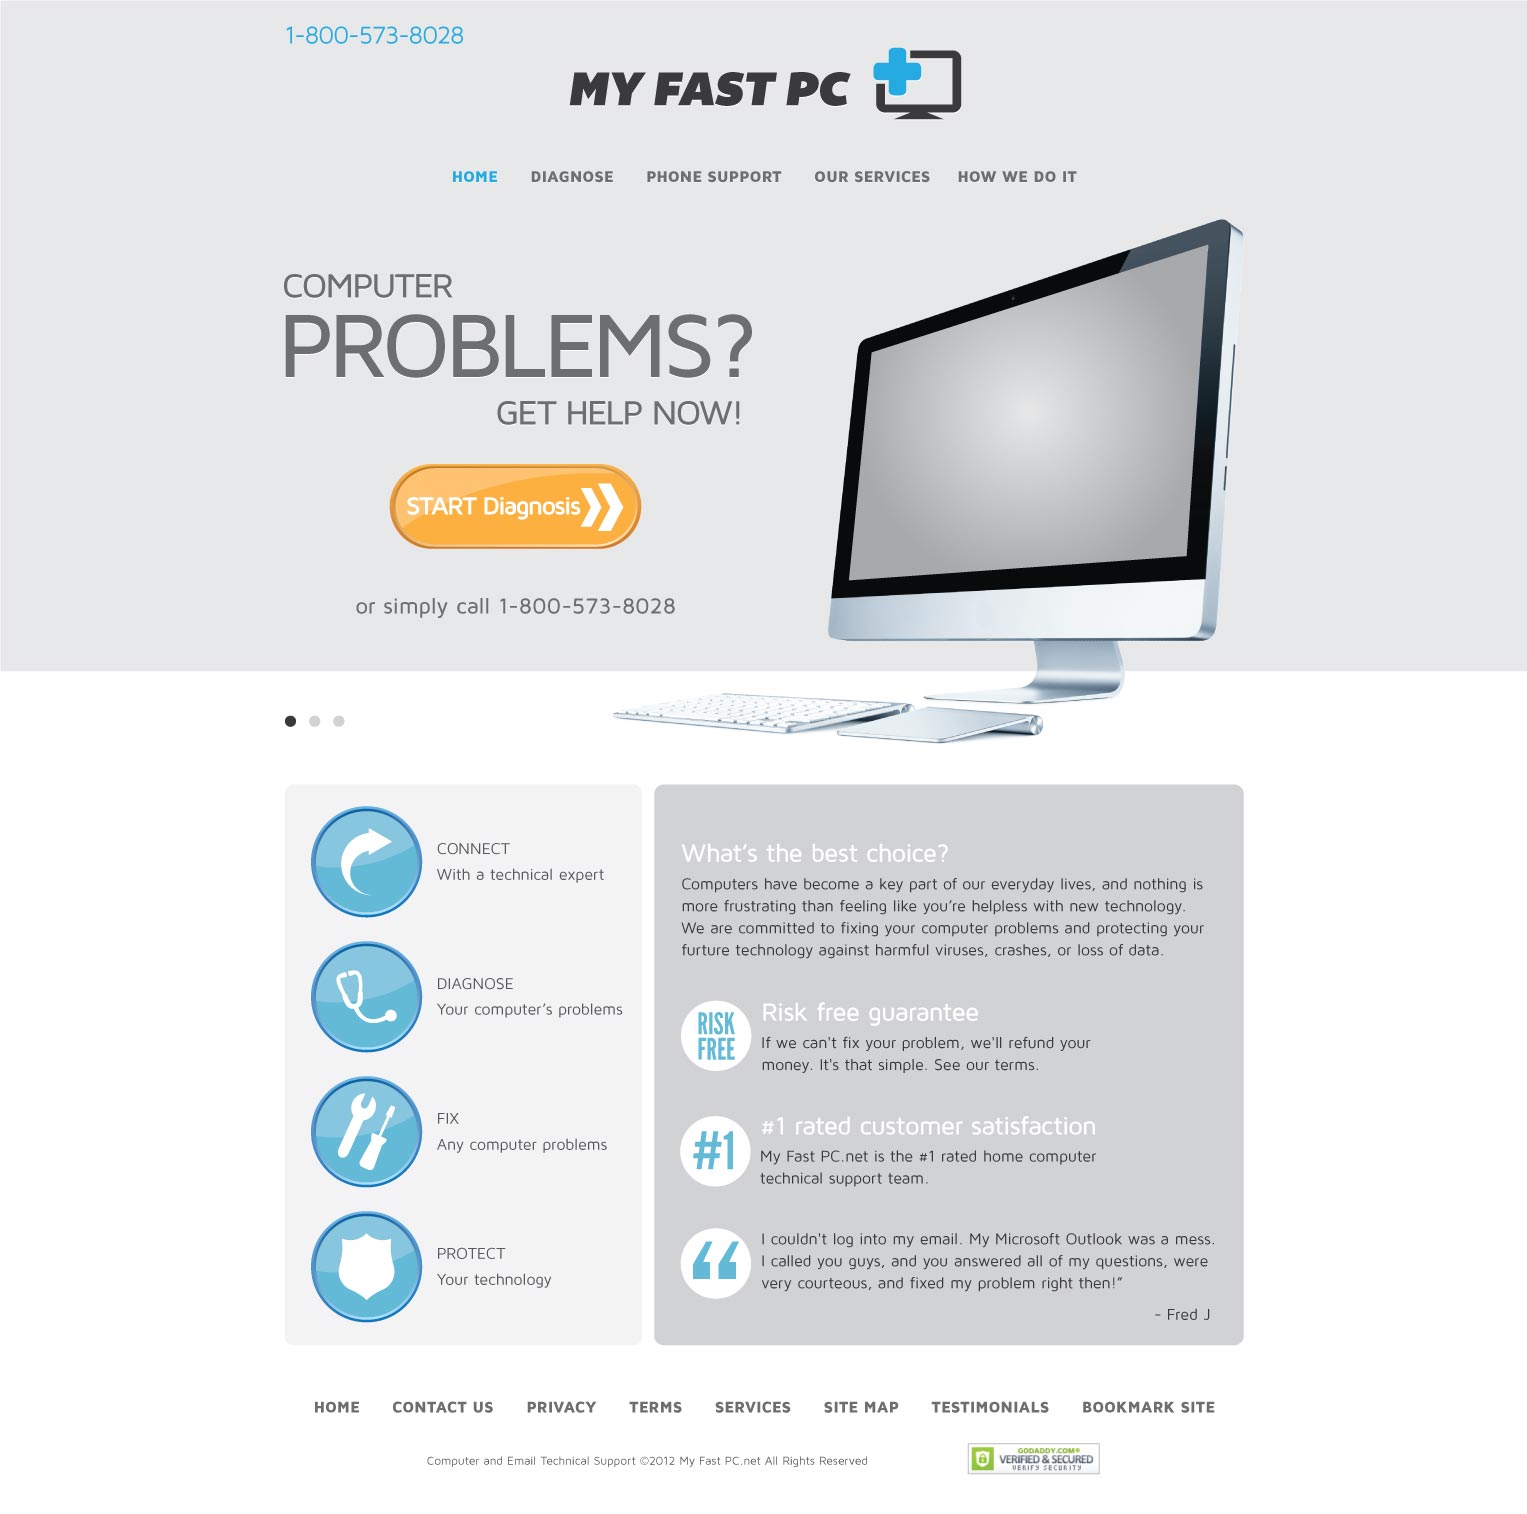 1-800-573-8028
MY FAST PC
HOME DIAGNOSE PHONE SUPPORT OUR SERVICES HOW WE DO IT
COMPUTER
PROBLEMS?
GET HELP NOW!
START Diagnosis
or simply call 1-800-573-8028
CONNECT
With a technical expert
DIAGNOSE
Your computer’s problems
FIX
Any computer problems
PROTECT
Your technology
What’s the best choice?
Computers have become a key part of our everyday lives, and nothing is
more frustrating than feeling like you’re helpless with new technology.
We are committed to fixing your computer problems and protecting your
furture technology against harmful viruses, crashes, or loss of data.
RISK
FREE
Risk free guarantee
If we can't fix your problem, we'll refund your
money. It's that simple. See our terms.
#1
#1 rated customer satisfaction
My Fast PC.net is the #1 rated home computer
technical support team.
“
I couldn't log into my email. My Microsoft Outlook was a mess.
I called you guys, and you answered all of my questions, were
very courteous, and fixed my problem right then!”
- Fred J
HOME CONTACT US PRIVACY TERMS SERVICES SITE MAP TESTIMONIALS BOOKMARK SITE
Computer and Email Technical Support ©2012 My Fast PC.net All Rights Reserved
GODADDY.COM®
VERIFIED & SECURED
VERIFY SECURITY